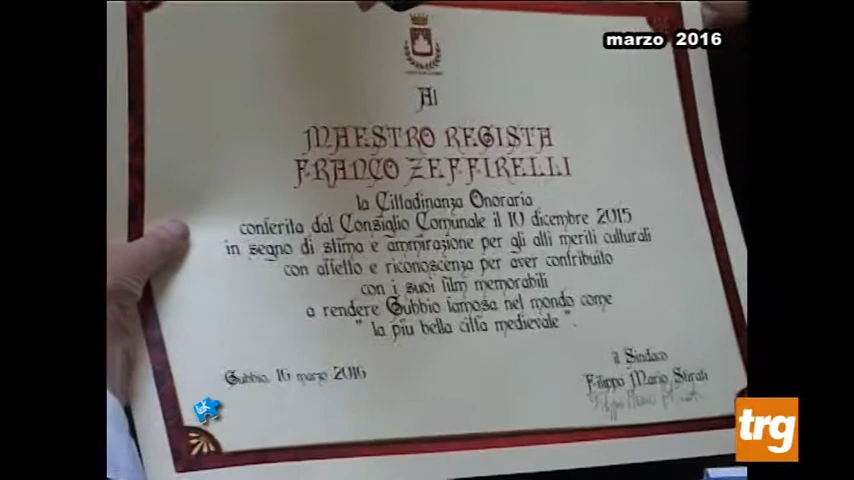 marzo 2016
Al
MAESTRO REGISTA
FRANCO ZEFFIRELLI
la Cittadinanza Onoraria
conferita dal Consiglio Comunale il 10 dicembre 2015
in segno di stima e ammirazione per gli alti meriti culturali
con affetto e riconoscenza per aver contribuito
con i suoi film memorabili
a rendere Gubbio famosa nel mondo come
" la più bella città medievale ".
Gubbio, 16 marzo 2016
il Sindaco
Filippo Mario Stirati
trg